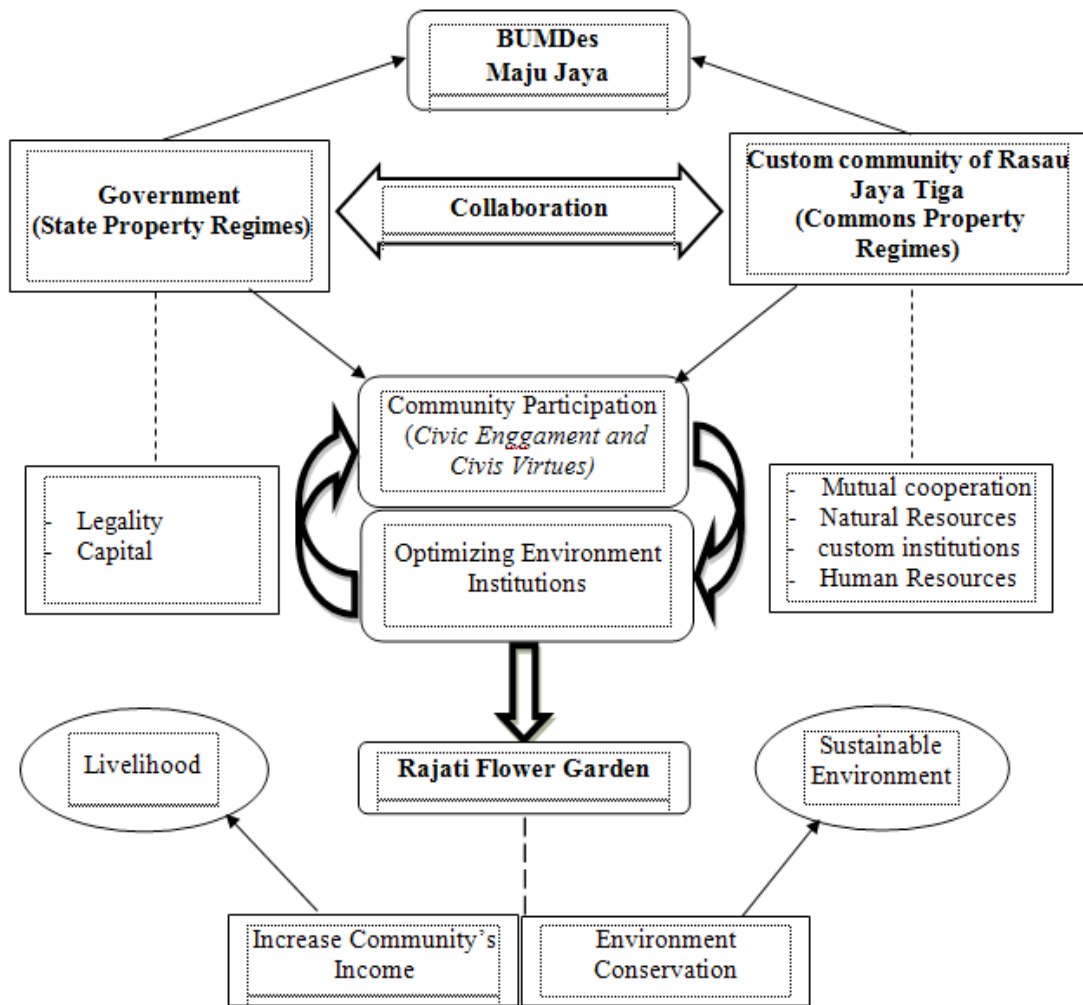 BUMDes
Maju Jaya
Government
(State Property Regimes)
Collaboration
Custom community of Rasau
Jaya Tiga
(Commons Property
Regimes)
Community Participation
(Civic Enggament and
Civis Virtues)
- Legality
- Capital
Optimizing Environment
Institutions
- Mutual cooperation
- Natural Resources
- custom institutions
- Human Resources
Livelihood
Rajati Flower Garden
Sustainable
Environment
Increase Community’s
Income
Environment
Conservation